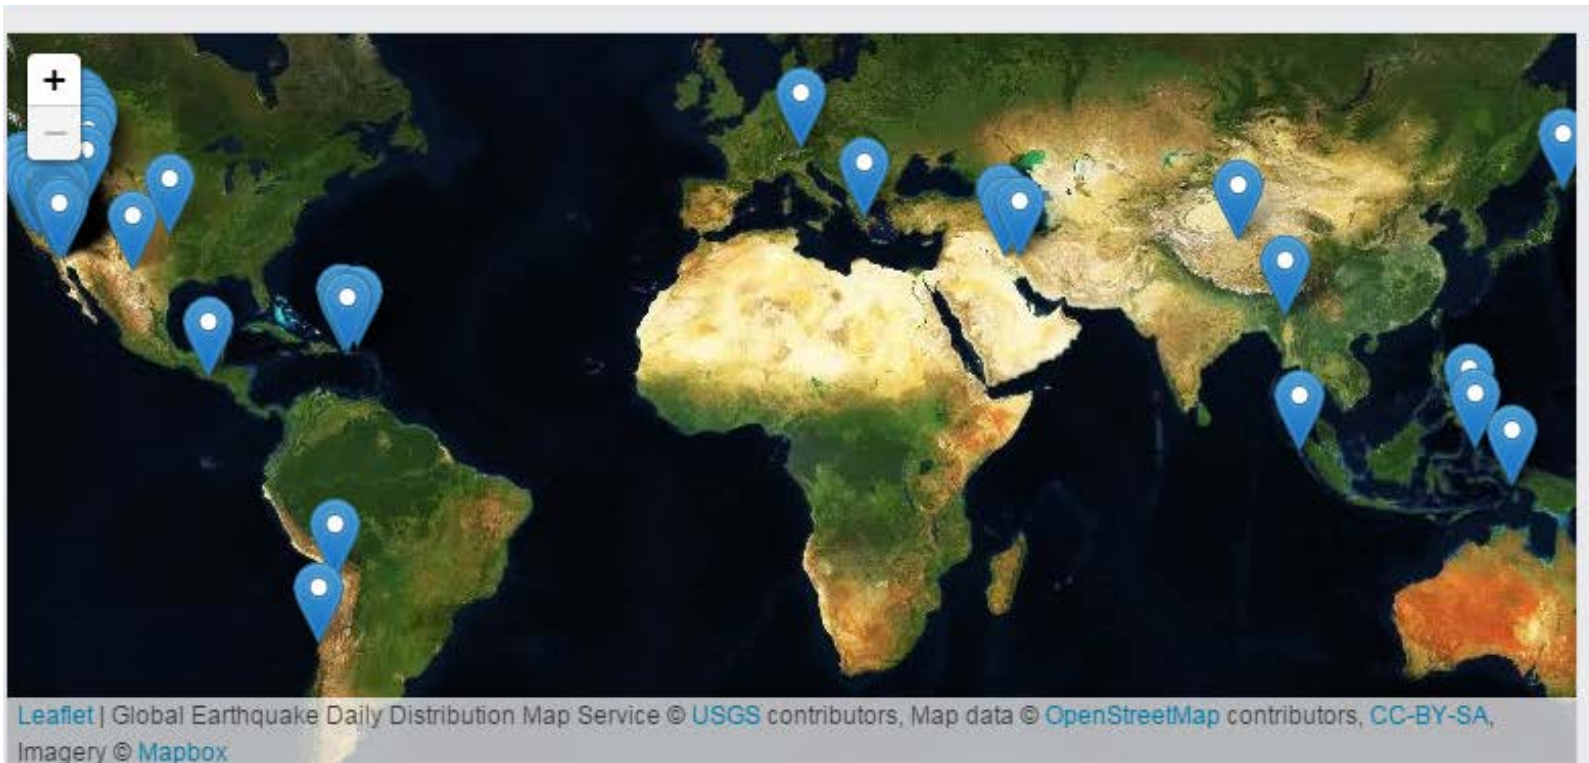 +
−
Leaflet | Global Earthquake Daily Distribution Map Service © USGS contributors, Map data © OpenStreetMap contributors, CC-BY-SA,
Imagery © Mapbox